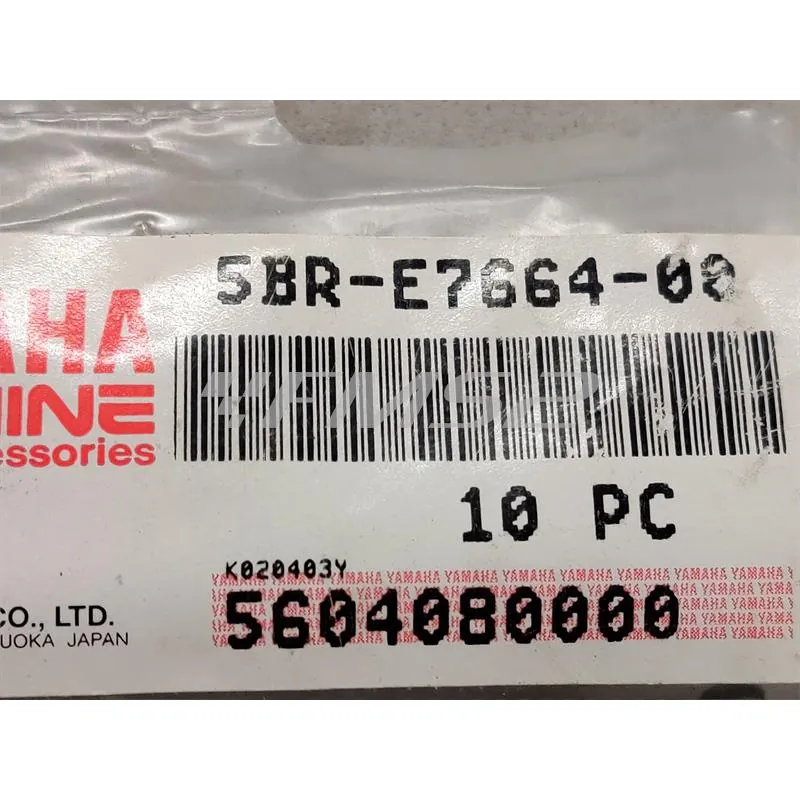 5BR-E7664-00
AHA
INE
essories
FMS2
10 PC
K020403Y
YAMAHA YAMAHA YAMAHA YAMAHA YAMAHA YAMAHA YAMAHA
5604080000
CO., LTD.
UOKA JAPAN